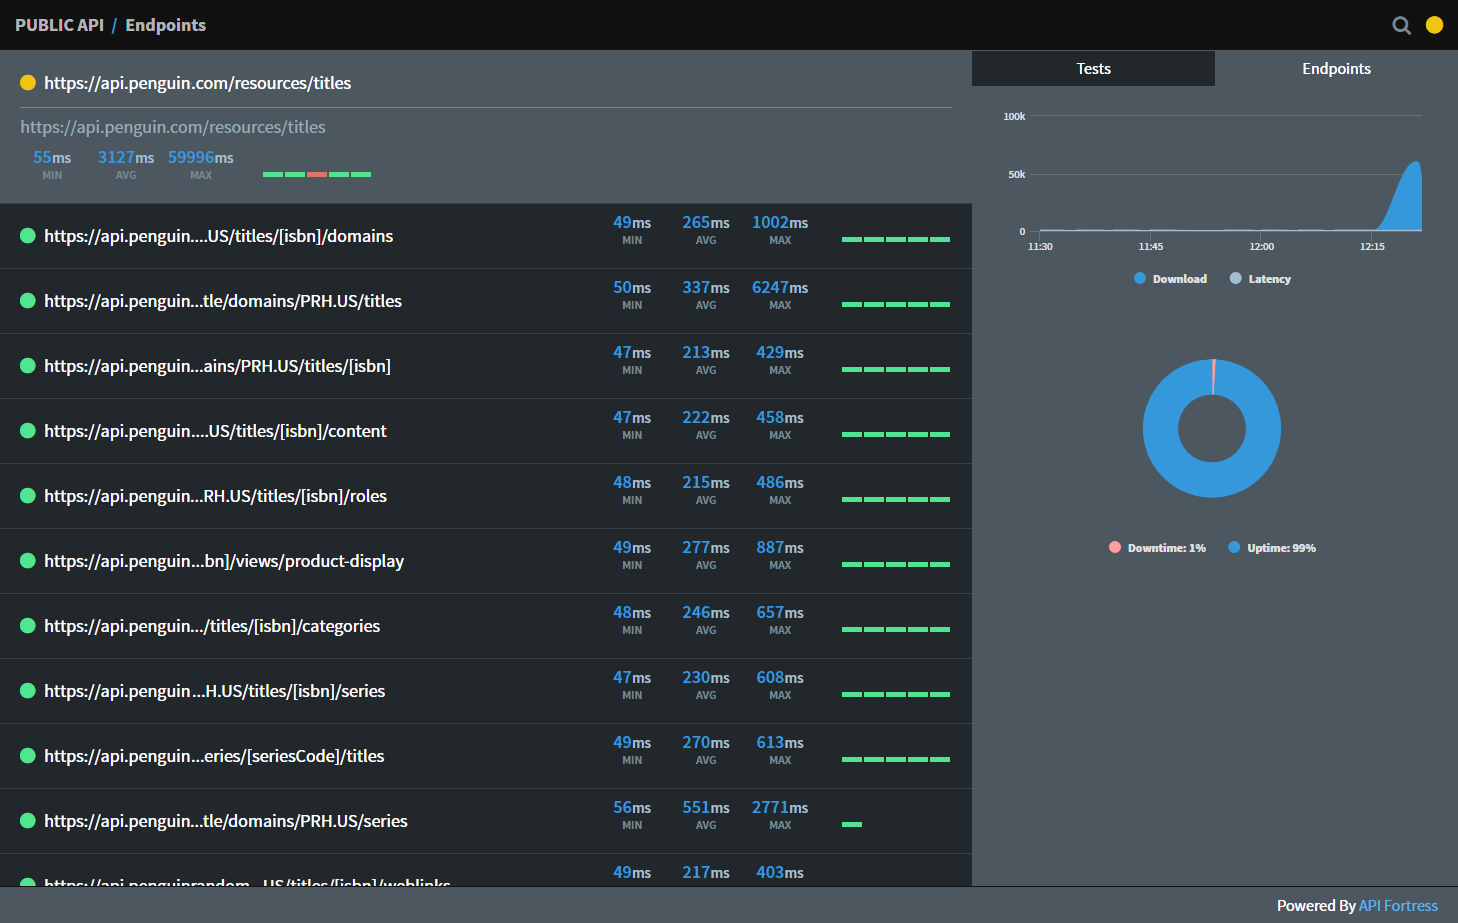 PUBLIC API / Endpoints
https://api.penguin.com/resources/titles
https://api.penguin.com/resources/titles
55ms 3127ms 59996ms
MIN AVG MAX
https://api.penguin....US/titles/[isbn]/domains 49ms 265ms 1002ms
MIN AVG MAX
https://api.penguin...tle/domains/PRH.US/titles 50ms 337ms 6247ms
MIN AVG MAX
https://api.penguin...ains/PRH.US/titles/[isbn] 47ms 213ms 429ms
MIN AVG MAX
https://api.penguin....US/titles/[isbn]/content 47ms 222ms 458ms
MIN AVG MAX
https://api.penguin...RH.US/titles/[isbn]/roles 48ms 215ms 486ms
MIN AVG MAX
https://api.penguin...bn]/views/product-display 49ms 277ms 887ms
MIN AVG MAX
https://api.penguin.../titles/[isbn]/categories 48ms 246ms 657ms
MIN AVG MAX
https://api.penguin...H.US/titles/[isbn]/series 47ms 230ms 608ms
MIN AVG MAX
https://api.penguin...eries/[seriesCode]/titles 49ms 270ms 613ms
MIN AVG MAX
https://api.penguin...tle/domains/PRH.US/series 56ms 551ms 2771ms
MIN AVG MAX
https://api.penguinrandom...US/titles/[isbn]/weblinks 49ms 217ms 403ms
Tests Endpoints
100k
50k
0
11:30 11:45 12:00 12:15
Download Latency
Downtime: 1% Uptime: 99%
Powered By API Fortress